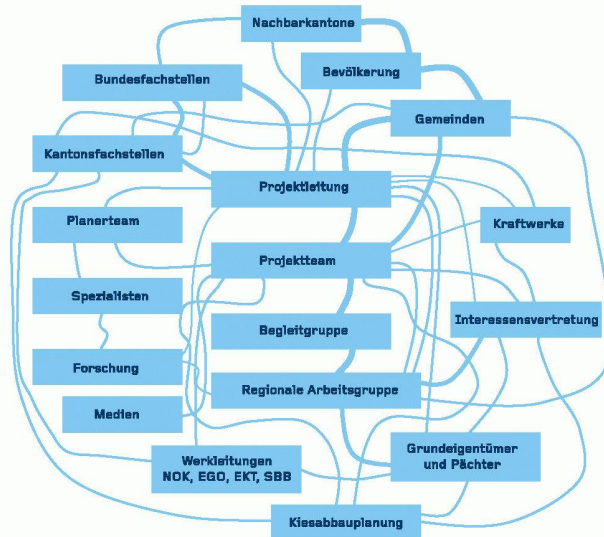 Nachbarkantone
Bevölkerung
Bundesfachstellen
Gemeinden
Kantonsfachstellen
Projektleitung
Planerteam
Kraftwerke
Projektteam
Spezialisten
Interessensvertretung
Begleitgruppe
Forschung
Regionale Arbeitsgruppe
Medien
Werkleitungen
NOK, EGO, EKT, SBB
Grundeigentümer
und Pächter
Kiesabbauplanung